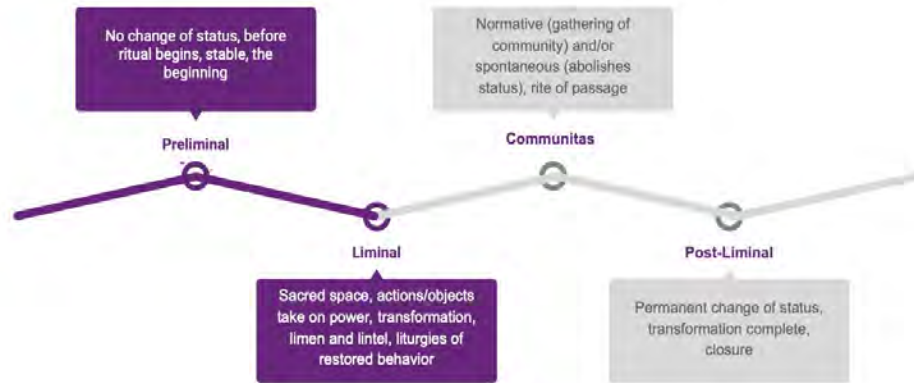 No change of status, before
ritual begins, stable, the
beginning
Preliminal
Normative (gathering of
community) and/or
spontaneous (abolishes
status), rite of passage
Communitas
Liminal
Sacred space, actions/objects
take on power, transformation,
limen and lintel, liturgies of
restored behavior
Post-Liminal
Permanent change of status,
transformation complete,
closure